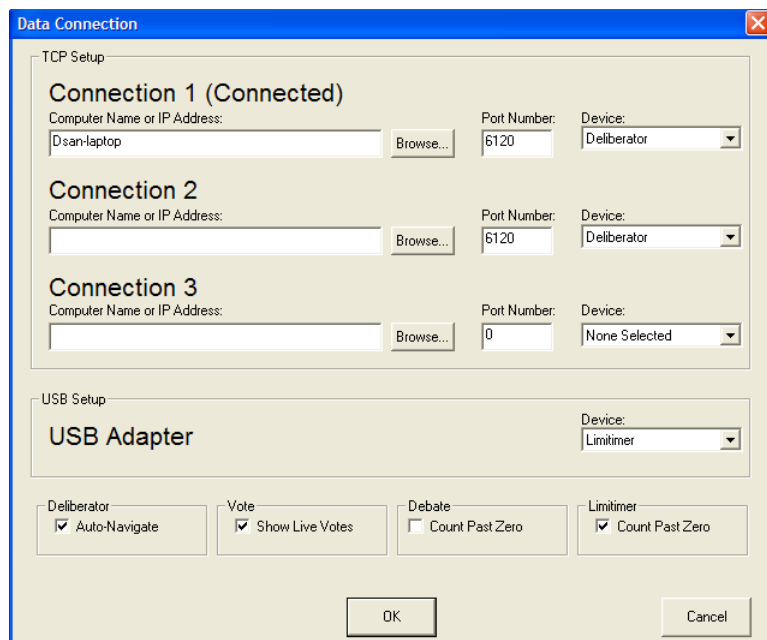 Data Connection
TCP Setup
Connection 1 (Connected)
Computer Name or IP Address: Port Number: Device:
Dsan-laptop Browse... 6120 Deliberator
Connection 2
Computer Name or IP Address: Port Number: Device:
Browse... 6120 Deliberator
Connection 3
Computer Name or IP Address: Port Number: Device:
Browse... 0 None Selected
USB Setup
Device:
USB Adapter Limitimer
Deliberator Vote Debate Limitimer
Auto-Navigate Show Live Votes Count Past Zero Count Past Zero
OK Cancel